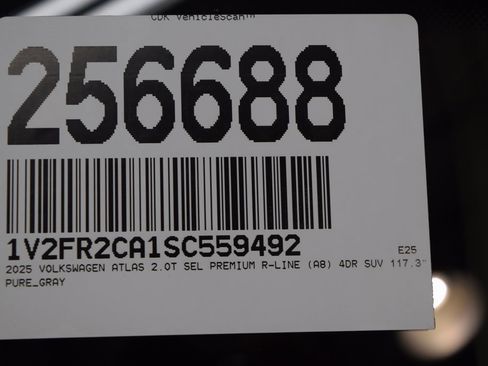 CDK VehicleScan™
256688
1V2FR2CA1SC559492
E25
2025 VOLKSWAGEN ATLAS 2.0T SEL PREMIUM R-LINE (A8) 4DR SUV 117.3"
PURE_GRAY